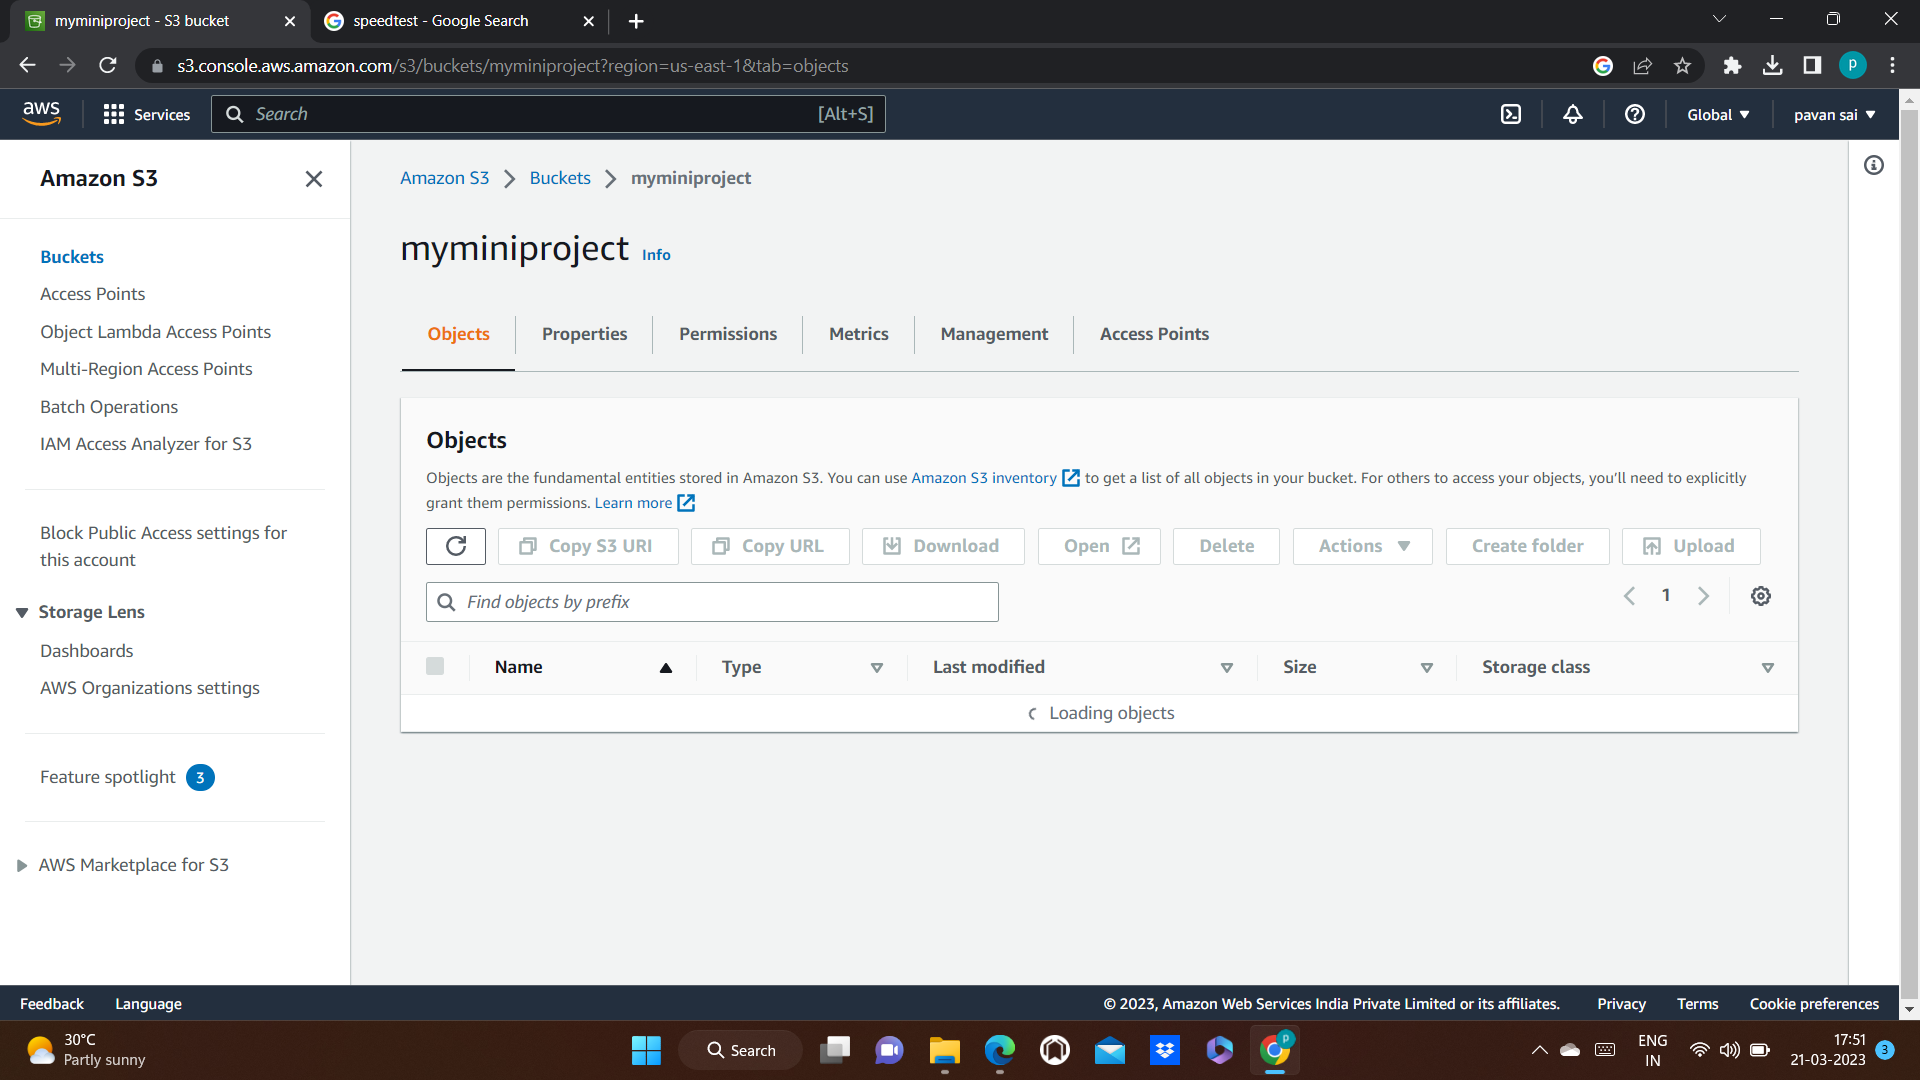 myminiproject - S3 bucket
speedtest - Google Search
s3.console.aws.amazon.com/s3/buckets/myminiproject?region=us-east-1&tab=objects
P
aws
Services
Search
[Alt+S]
Global
pavan sai
Amazon S3
Buckets
Access Points
Object Lambda Access Points
Multi-Region Access Points
Batch Operations
IAM Access Analyzer for S3
Block Public Access settings for
this account
Storage Lens
Dashboards
AWS Organizations settings
Feature spotlight 3
AWS Marketplace for S3
Amazon S3 > Buckets > myminiproject
myminiproject Info
Objects
Properties
Permissions
Metrics
Management
Access Points
Objects
Objects are the fundamental entities stored in Amazon S3. You can use Amazon S3 inventory to get a list of all objects in your bucket. For others to access your objects, you’ll need to explicitly
grant them permissions. Learn more
Copy S3 URI
Copy URL
Download
Open
Delete
Actions
Create folder
Upload
Find objects by prefix
1
Name
Type
Last modified
Size
Storage class
Loading objects
Feedback
Language
© 2023, Amazon Web Services India Private Limited or its affiliates.
Privacy
Terms
Cookie preferences
30°C
Partly sunny
Search
P
ENG
IN
17:51
21-03-2023
3